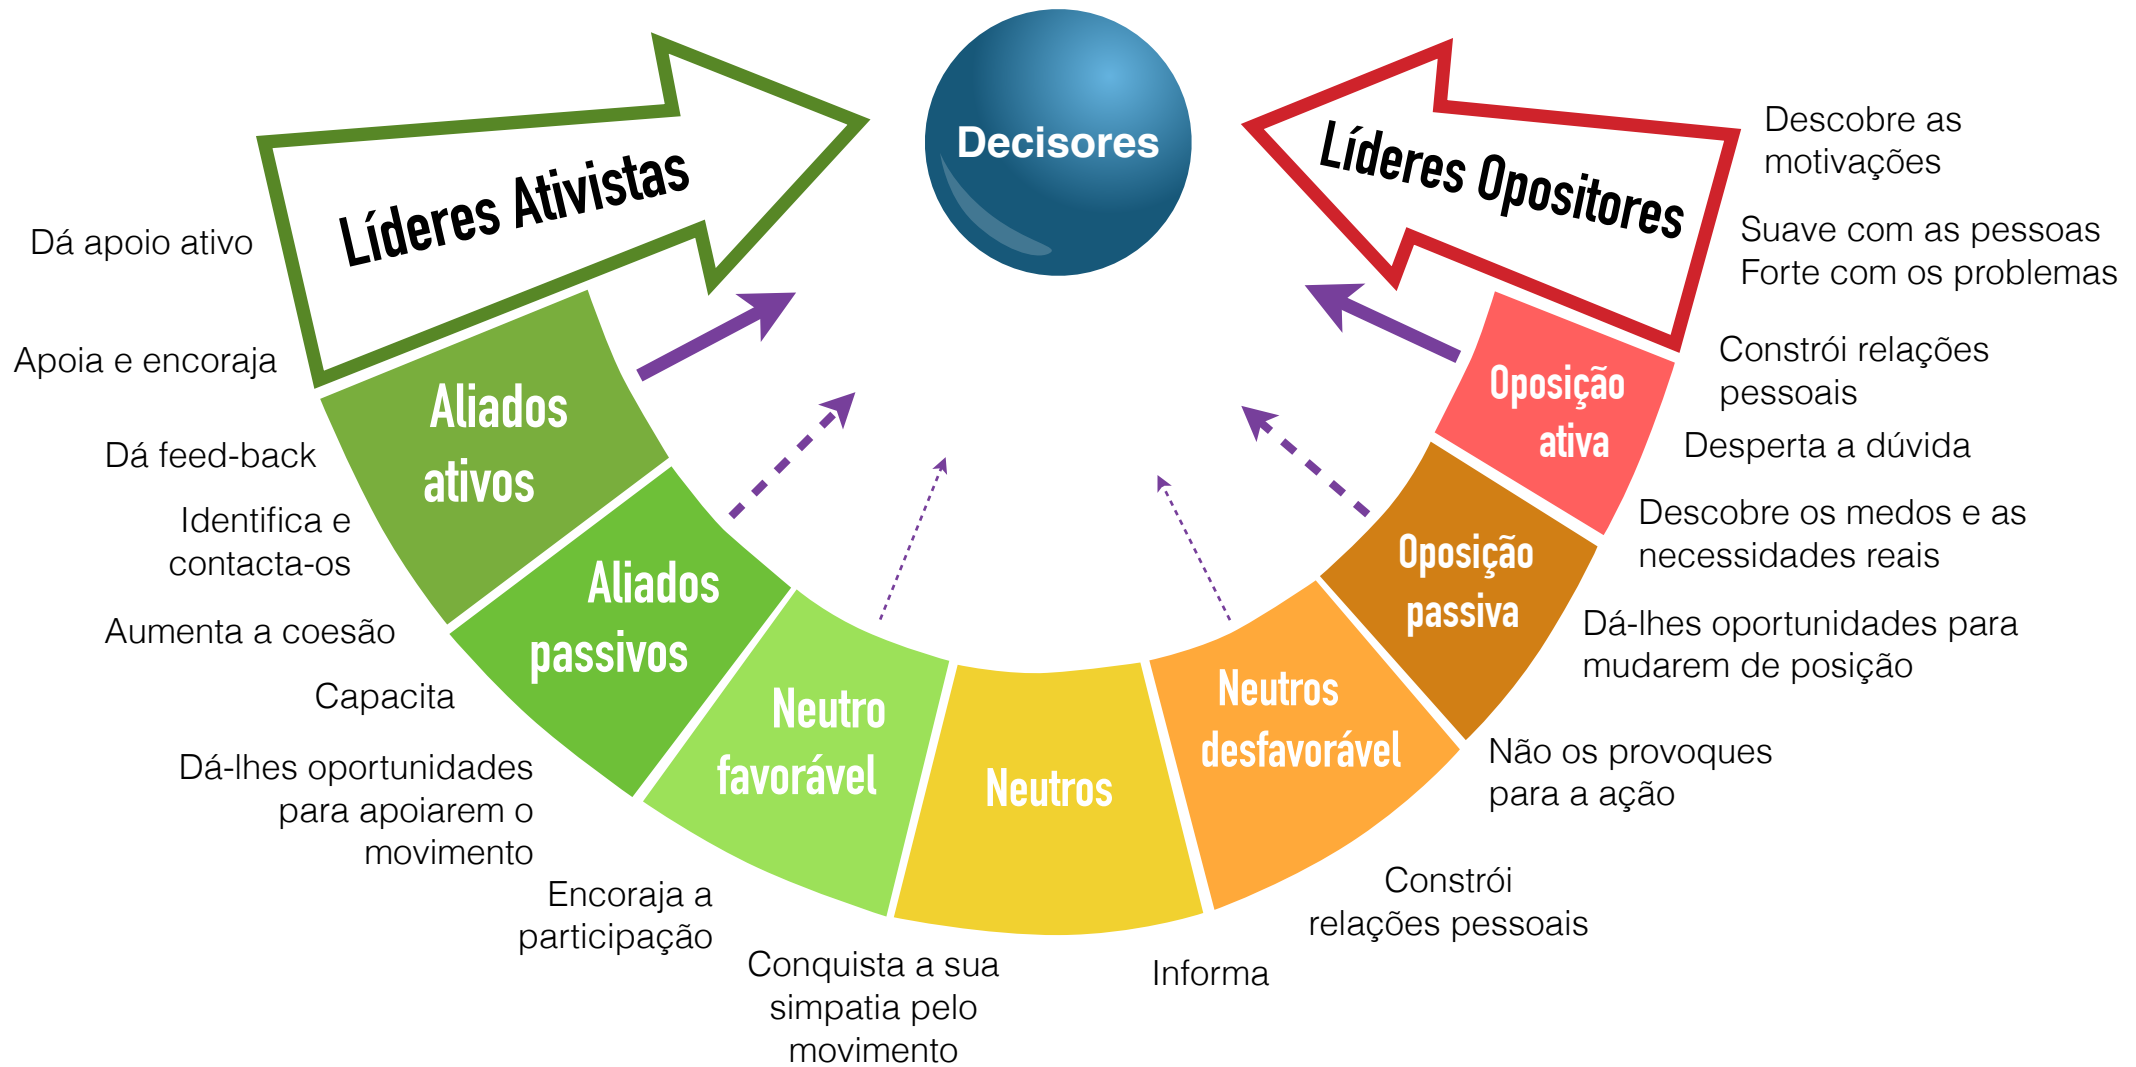 Decisores
Líderes Ativistas
Líderes Opositores
Dá apoio ativo
Apoia e encoraja
Dá feed-back
Identifica e
contacta-os
Aumenta a coesão
Capacita
Dá-lhes oportunidades
para apoiarem o
movimento
Encoraja a
participação
Conquista a sua
simpatia pelo
movimento
Informa
Constrói
relações pessoais
Não os provoques
para a ação
Dá-lhes oportunidades para
mudarem de posição
Descobre os medos e as
necessidades reais
Desperta a dúvida
Constrói relações
pessoais
Suave com as pessoas
Forte com os problemas
Descobre as
motivações
Aliados
ativos
Aliados
passivos
Neutro
favorável
Neutros
Neutros
desfavorável
Oposição
passiva
Oposição
ativa